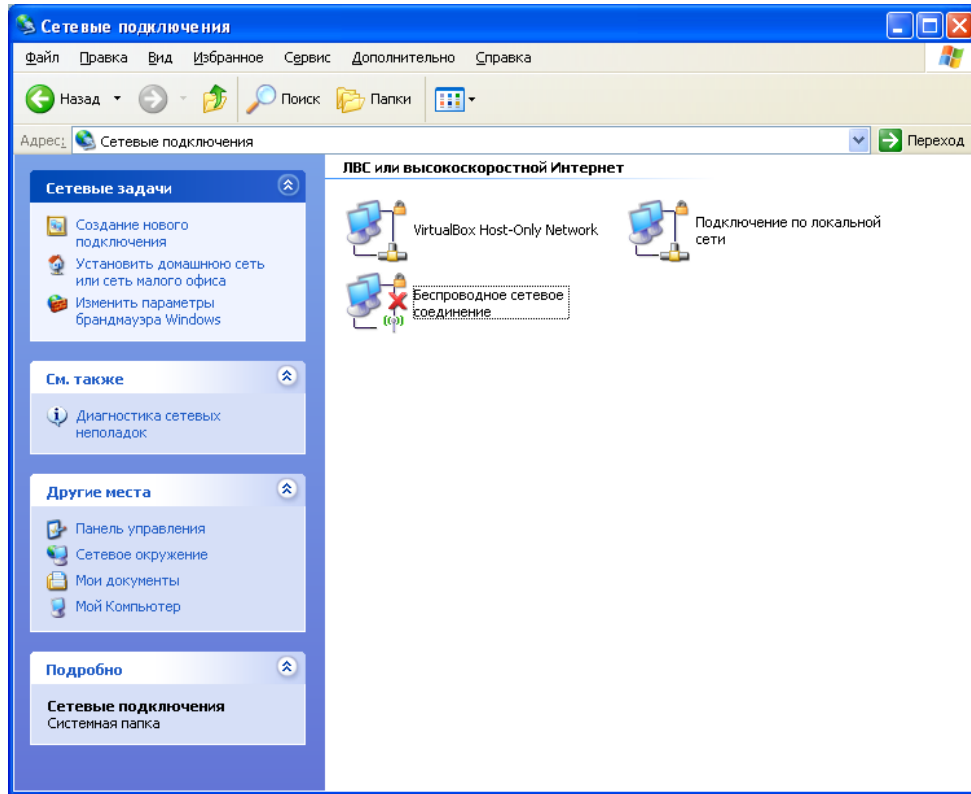 Сетевые подключения
Файл Правка Вид Избранное Сервис Дополнительно Справка
Назад Поиск Папки
Адрес: Сетевые подключения Переход
Сетевые задачи
Создание нового
подключения
Установить домашнюю сеть
или сеть малого офиса
Изменить параметры
брандмауэра Windows
См. также
Диагностика сетевых
неполадок
Другие места
Панель управления
Сетевое окружение
Мои документы
Мой Компьютер
Подробно
Сетевые подключения
Системная папка
ЛВС или высокоскоростной Интернет
VirtualBox Host-Only Network
Подключение по локальной
сети
Беспроводное сетевое
соединение